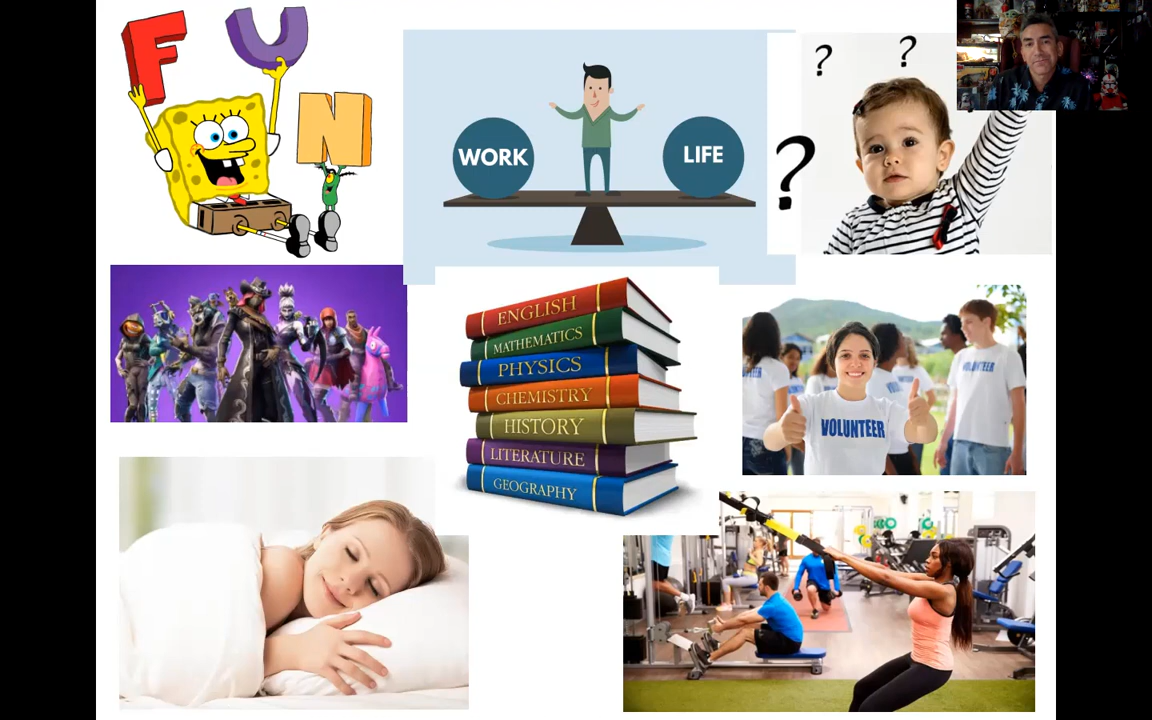 F U N
WORK
LIFE
? ?
?
ENGLISH
MATHEMATICS
PHYSICS
CHEMISTRY
HISTORY
LITERATURE
GEOGRAPHY
VOLUNTEER
VOLUNTEER